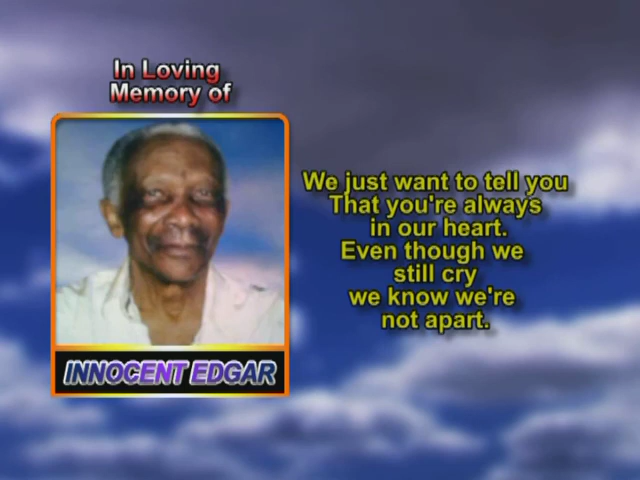 In Loving
Memory of
INNOCENT EDGAR
We just want to tell you
That you're always
in our heart.
Even though we
still cry
we know we're
not apart.